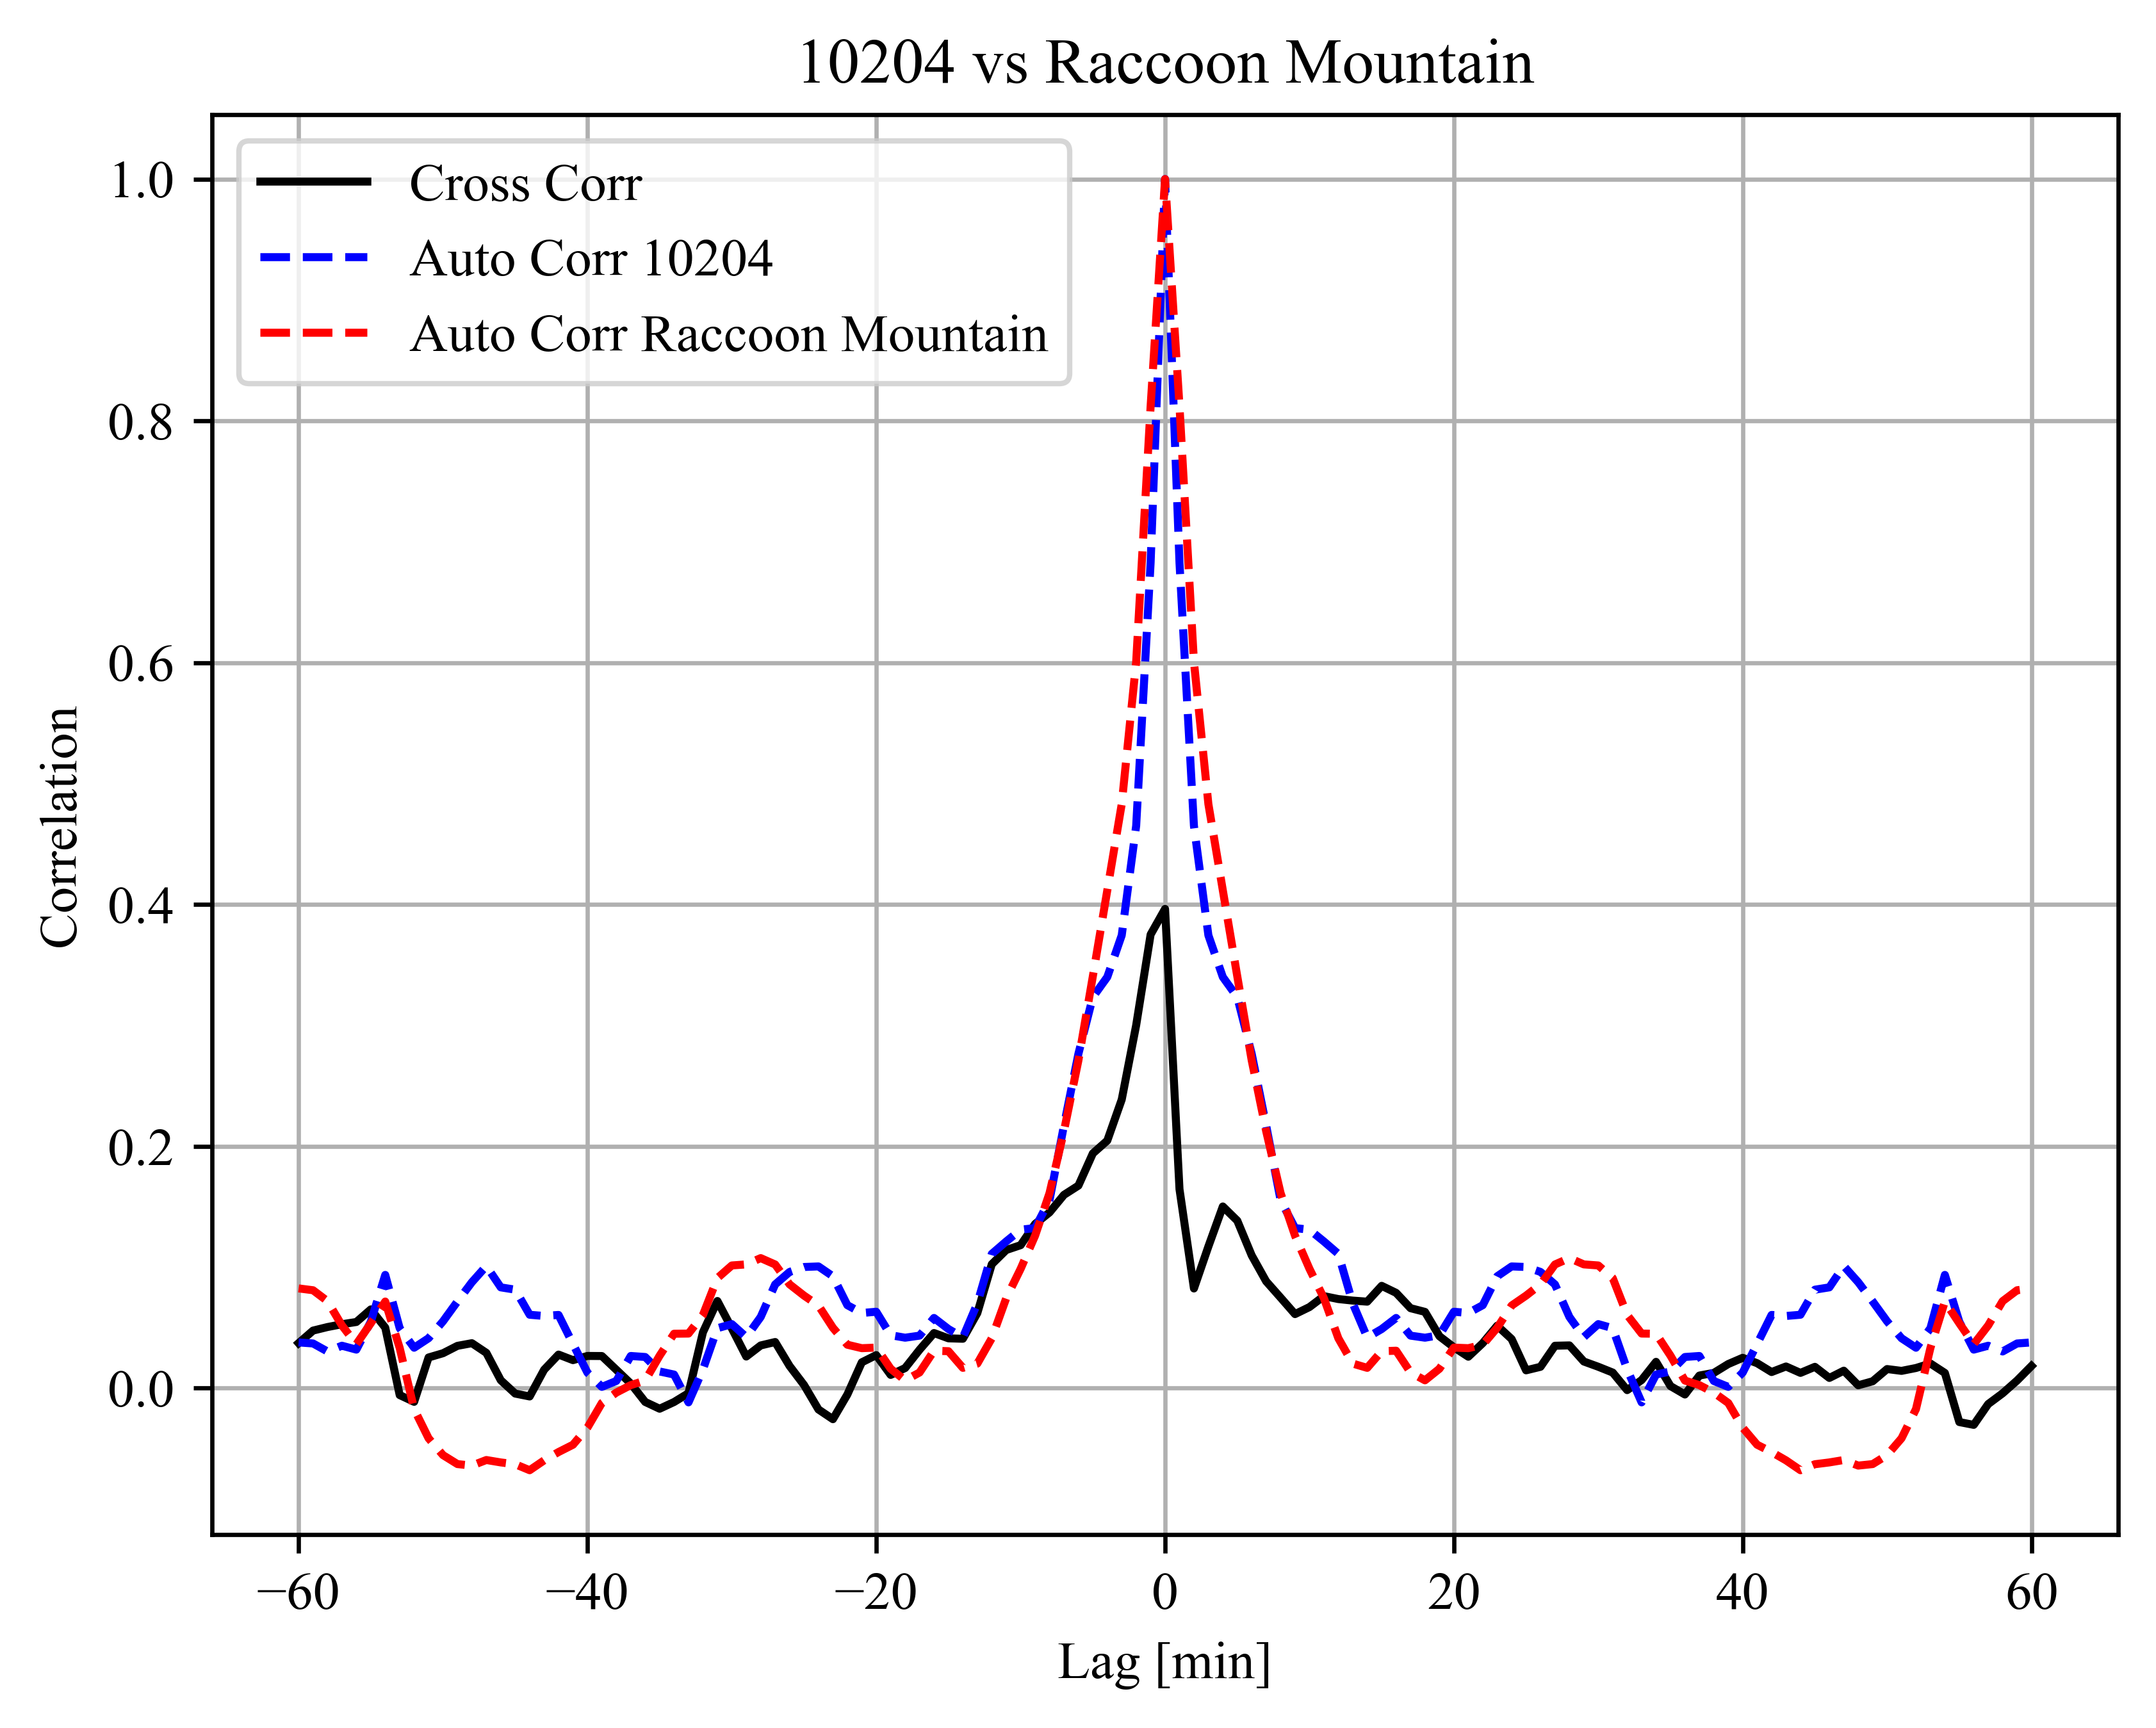 10204 vs Raccoon Mountain
Cross Corr
Auto Corr 10204
Auto Corr Raccoon Mountain
1.0
0.8
0.6
0.4
0.2
0.0
Correlation
−60 −40 −20 0 20 40 60
Lag [min]